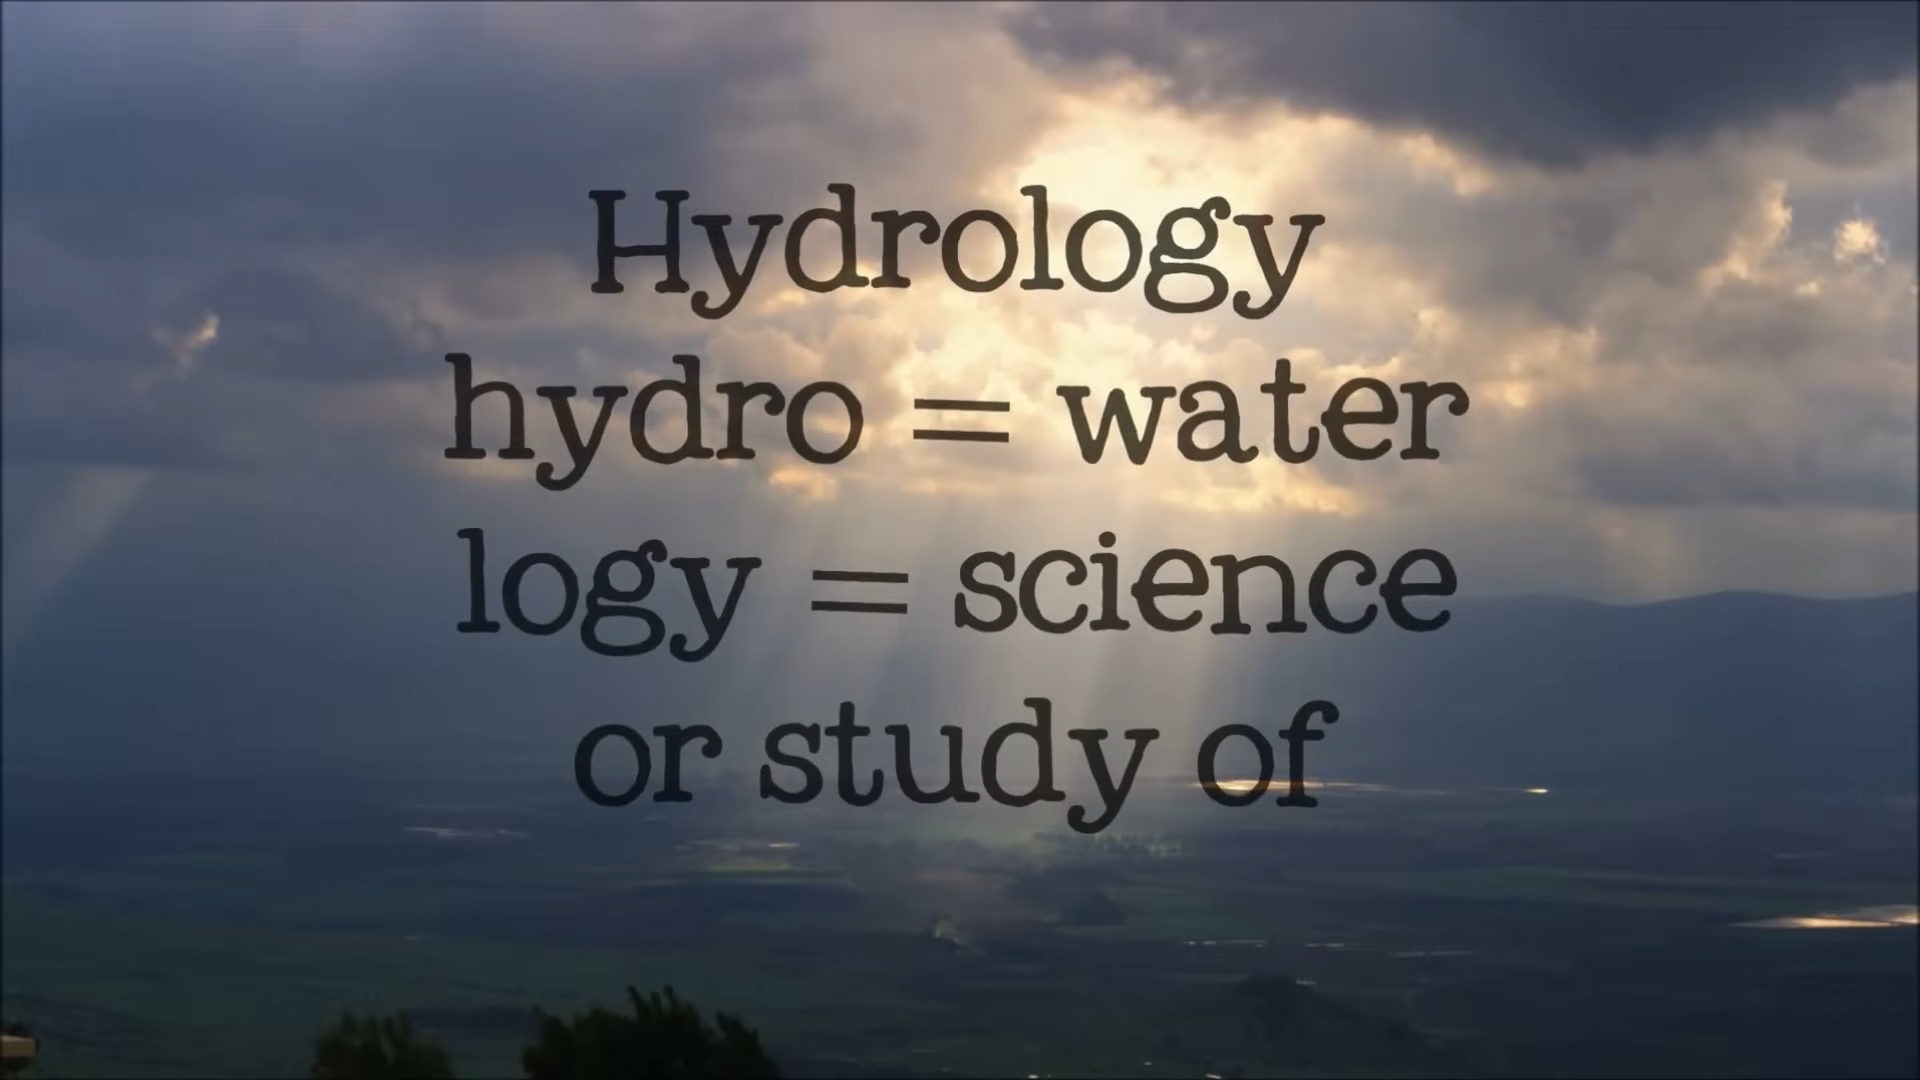 Hydrology
hydro = water
logy = science
or study of